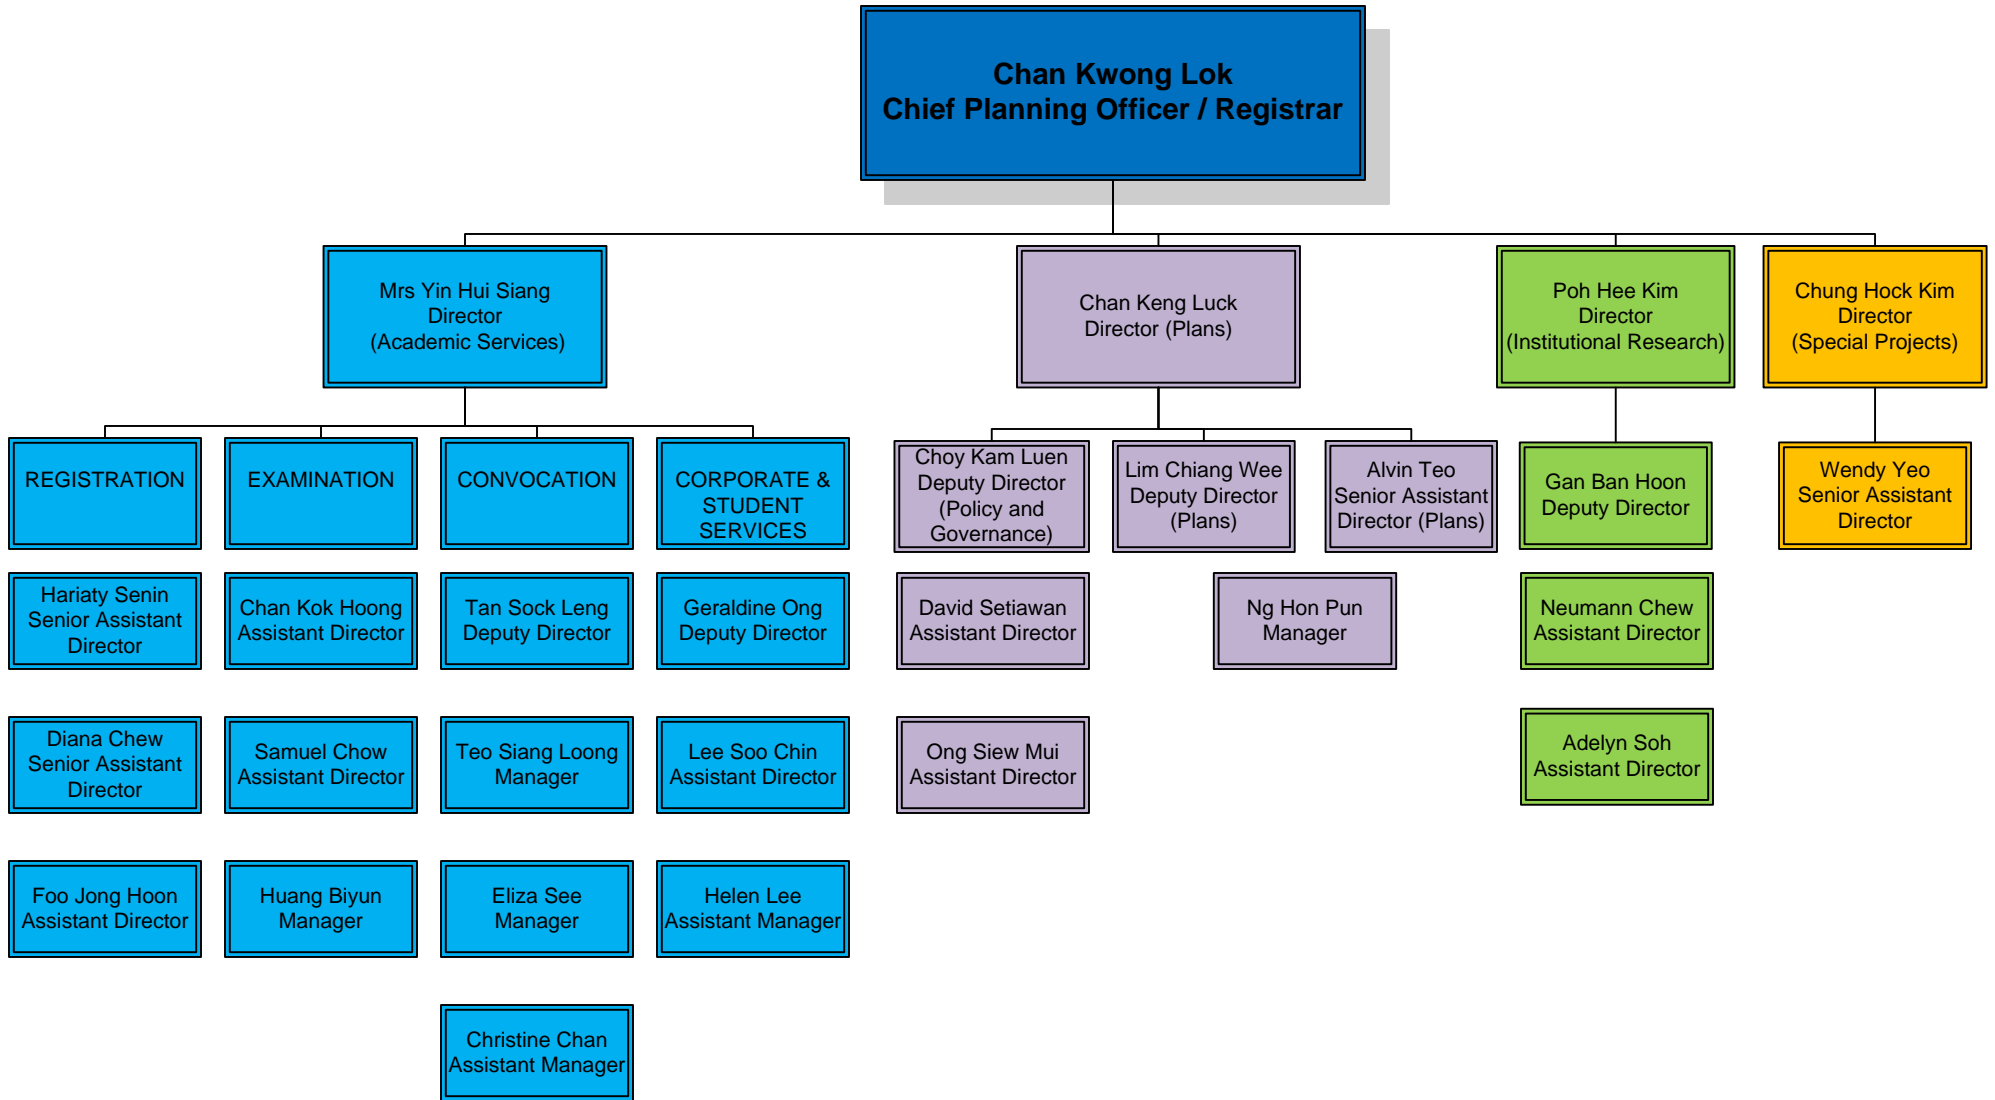 Chan Kwong Lok
Chief Planning Officer / Registrar
Mrs Yin Hui Siang
Director
(Academic Services)
Chan Keng Luck
Director (Plans)
Poh Hee Kim
Director
(Institutional Research)
Chung Hock Kim
Director
(Special Projects)
REGISTRATION
EXAMINATION
CONVOCATION
CORPORATE &
STUDENT
SERVICES
Choy Kam Luen
Deputy Director
(Policy and
Governance)
Lim Chiang Wee
Deputy Director
(Plans)
Alvin Teo
Senior Assistant
Director (Plans)
Gan Ban Hoon
Deputy Director
Wendy Yeo
Senior Assistant
Director
Hariaty Senin
Senior Assistant
Director
Chan Kok Hoong
Assistant Director
Tan Sock Leng
Deputy Director
Geraldine Ong
Deputy Director
David Setiawan
Assistant Director
Ng Hon Pun
Manager
Neumann Chew
Assistant Director
Diana Chew
Senior Assistant
Director
Samuel Chow
Assistant Director
Teo Siang Loong
Manager
Lee Soo Chin
Assistant Director
Ong Siew Mui
Assistant Director
Adelyn Soh
Assistant Director
Foo Jong Hoon
Assistant Director
Huang Biyun
Manager
Eliza See
Manager
Helen Lee
Assistant Manager
Christine Chan
Assistant Manager